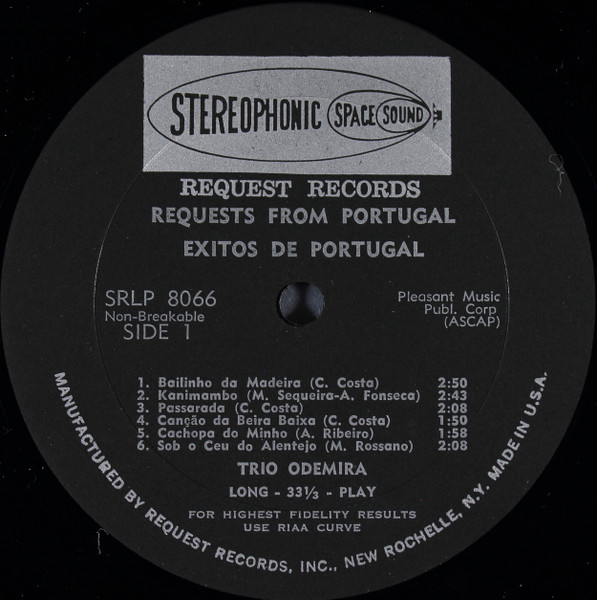 STEREOPHONIC SPACE SOUND
REQUEST RECORDS
REQUESTS FROM PORTUGAL
EXITOS DE PORTUGAL
SRLP 8066
Non-Breakable
SIDE 1
Pleasant Music
Publ. Corp
(ASCAP)
1. Bailinho da Madeira (C. Costa) 2:50
2. Kanimambo (M. Sequeira-A. Fonseca) 2:43
3. Passarada (C. Costa) 2:08
4. Canção da Beira Baixa (C. Costa) 1:50
5. Cachopa do Minho (A. Ribeiro) 1:58
6. Sob o Ceu do Alentejo (M. Rossano) 2:08
TRIO ODEMIRA
LONG - 33⅓ - PLAY
FOR HIGHEST FIDELITY RESULTS
USE RIAA CURVE
MANUFACTURED BY REQUEST RECORDS, INC., NEW ROCHELLE, N.Y. MADE IN U.S.A.